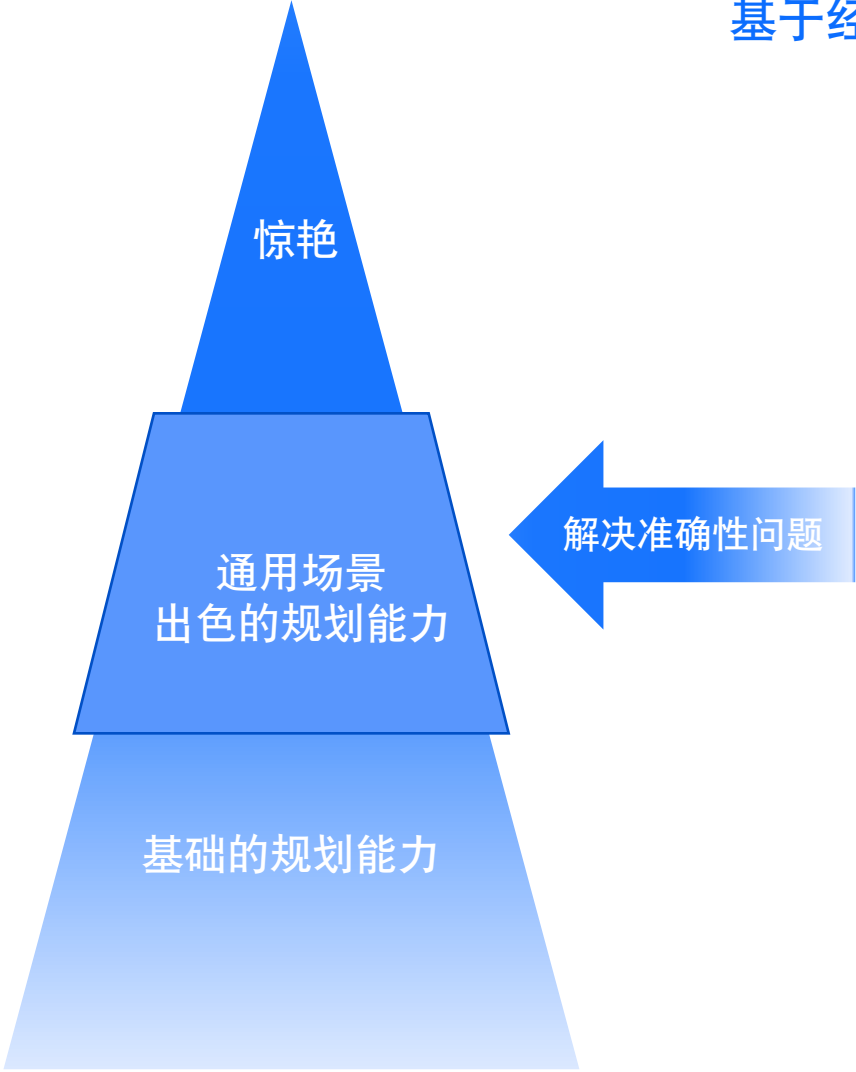 基于经
惊艳
解决准确性问题
通用场景
出色的规划能力
基础的规划能力